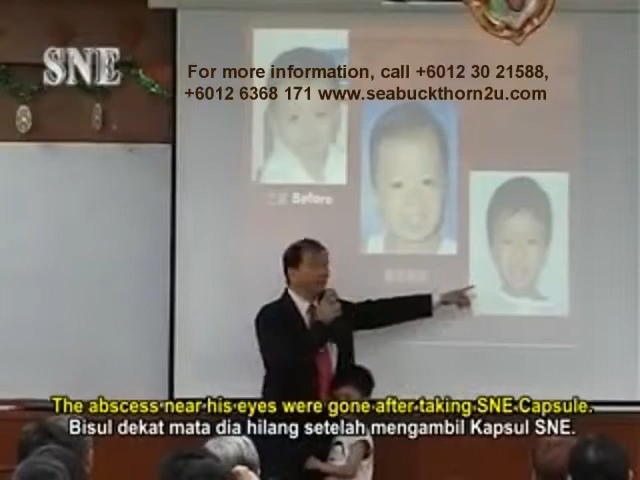 SNE
For more information, call +6012 30 21588,
+6012 6368 171 www.seabuckthorn2u.com
Before
The abscess near his eyes were gone after taking SNE Capsule.
Bisul dekat mata dia hilang setelah mengambil Kapsul SNE.